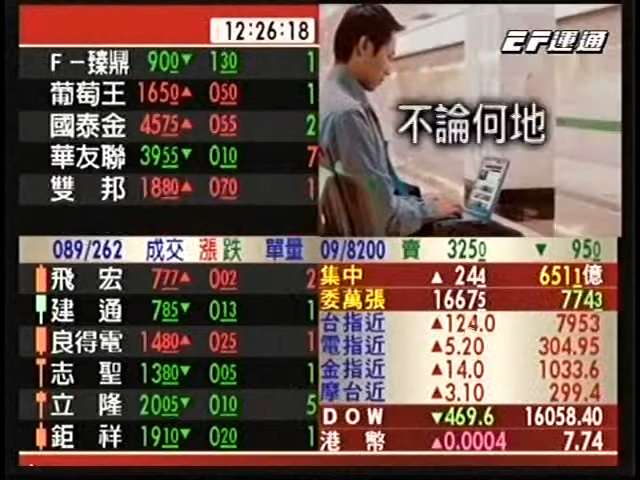 12:26:18
F－臻鼎 900▼ 130 1
葡萄王 1650▲ 050 1
國泰金 4575▲ 055 2
華友聯 3955▼ 010 7
雙 邦 1880▲ 070 1
運通
不論何地
089/262 成交 漲跌 單量
飛 宏 777▲ 002 2
建 通 785▼ 013 1
良得電 1480▲ 025 1
志 聖 1380▼ 005 1
立 隆 2005▼ 010 5
鉅 祥 1910▼ 020 1
09/8200 賣 3250 ▼ 950
集中 ▲ 244 6511億
委萬張 16675 7743
台指近 ▲124.0 7953
電指近 ▲5.20 304.95
金指近 ▲14.0 1033.6
摩台近 ▲3.10 299.4
DOW ▼469.6 16058.40
港 幣 ▲0.0004 7.74